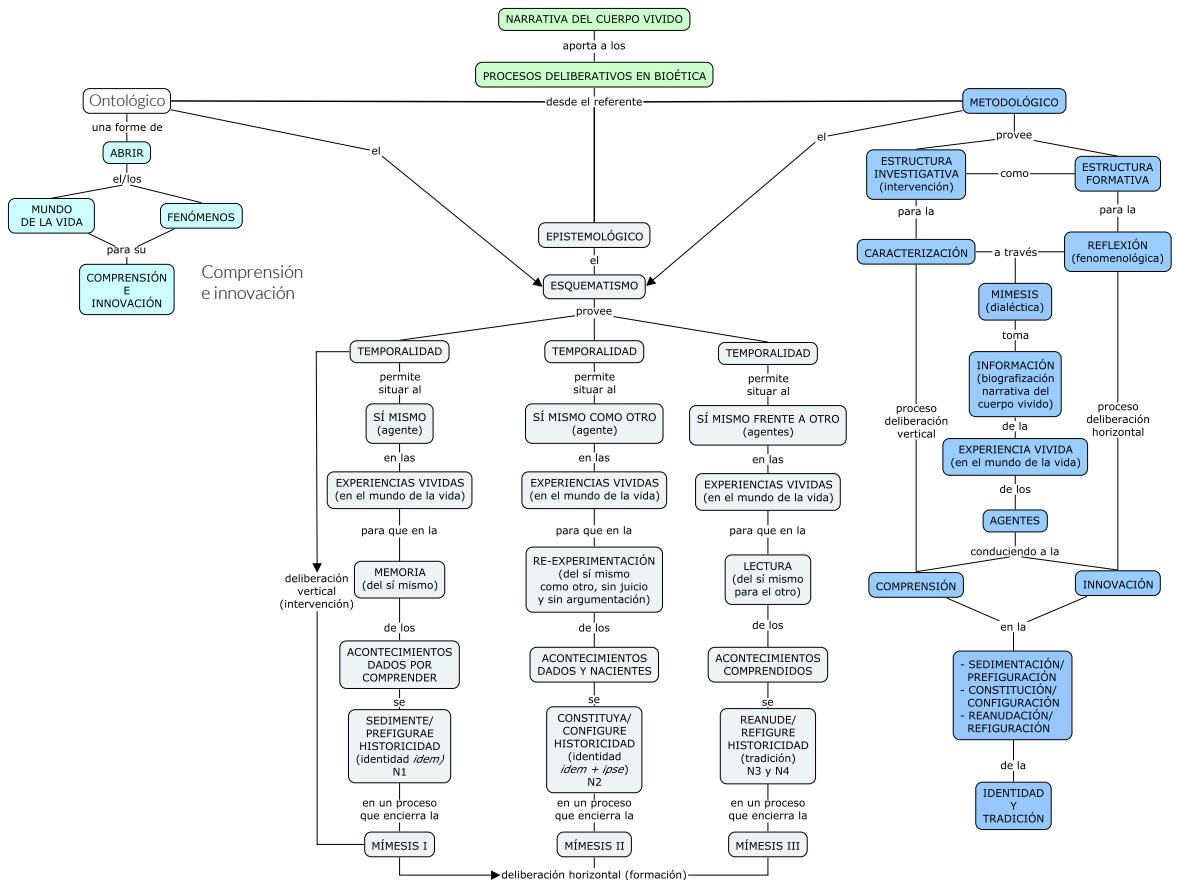 NARRATIVA DEL CUERPO VIVIDO
aporta a los
PROCESOS DELIBERATIVOS EN BIOÉTICA
desde el referente
Ontológico
una forme de
ABRIR
el/los
MUNDO
DE LA VIDA
FENÓMENOS
para su
COMPRENSIÓN
E
INNOVACIÓN
Comprensión
e innovación
el
el
EPISTEMOLÓGICO
el
ESQUEMATISMO
provee
TEMPORALIDAD
permite
situar al
SÍ MISMO
(agente)
en las
EXPERIENCIAS VIVIDAS
(en el mundo de la vida)
para que en la
MEMORIA
(del sí mismo)
de los
ACONTECIMIENTOS
DADOS POR
COMPRENDER
se
SEDIMENTE/
PREFIGURAE
HISTORICIDAD
(identidad idem)
N1
en un proceso
que encierra la
MÍMESIS I
deliberación
vertical
(intervención)
TEMPORALIDAD
permite
situar al
SÍ MISMO COMO OTRO
(agente)
en las
EXPERIENCIAS VIVIDAS
(en el mundo de la vida)
para que en la
RE-EXPERIMENTACIÓN
(del sí mismo
como otro, sin juicio
y sin argumentación)
de los
ACONTECIMIENTOS
DADOS Y NACIENTES
se
CONSTITUYA/
CONFIGURE
HISTORICIDAD
(identidad
idem + ipse)
N2
en un proceso
que encierra la
MÍMESIS II
TEMPORALIDAD
permite
situar al
SÍ MISMO FRENTE A OTRO
(agentes)
en las
EXPERIENCIAS VIVIDAS
(en el mundo de la vida)
para que en la
LECTURA
(del sí mismo
para el otro)
de los
ACONTECIMIENTOS
COMPRENDIDOS
se
REANUDE/
REFIGURE
HISTORICIDAD
(tradición)
N3 y N4
en un proceso
que encierra la
MÍMESIS III
deliberación horizontal (formación)
METODOLÓGICO
provee
ESTRUCTURA
INVESTIGATIVA
(intervención)
como
ESTRUCTURA
FORMATIVA
para la
para la
CARACTERIZACIÓN
a través
REFLEXIÓN
(fenomenológica)
MIMESIS
(dialéctica)
toma
INFORMACIÓN
(biografización
narrativa del
cuerpo vivido)
proceso
deliberación
vertical
proceso
deliberación
horizontal
de la
EXPERIENCIA VIVIDA
(en el mundo de la vida)
de los
AGENTES
conduciendo a la
COMPRENSIÓN
INNOVACIÓN
en la
- SEDIMENTACIÓN/
PREFIGURACIÓN
- CONSTITUCIÓN/
CONFIGURACIÓN
- REANUDACIÓN/
REFIGURACIÓN
de la
IDENTIDAD
Y
TRADICIÓN